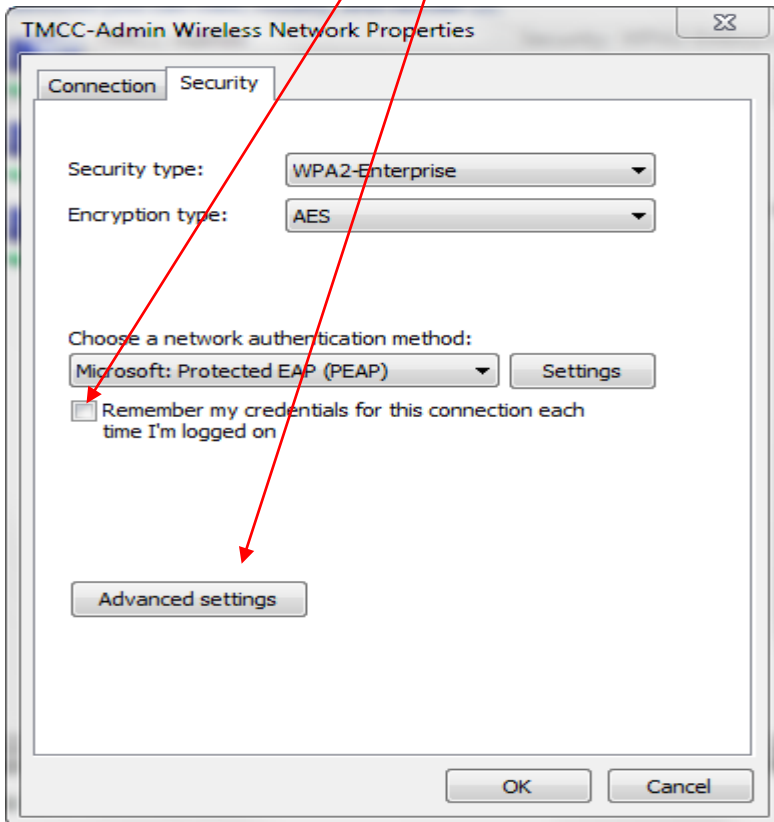 TMCC-Admin Wireless Network Properties
Connection Security
Security type: WPA2-Enterprise
Encryption type: AES
Choose a network authentication method:
Microsoft: Protected EAP (PEAP) Settings
Remember my credentials for this connection each
time I'm logged on
Advanced settings
OK Cancel